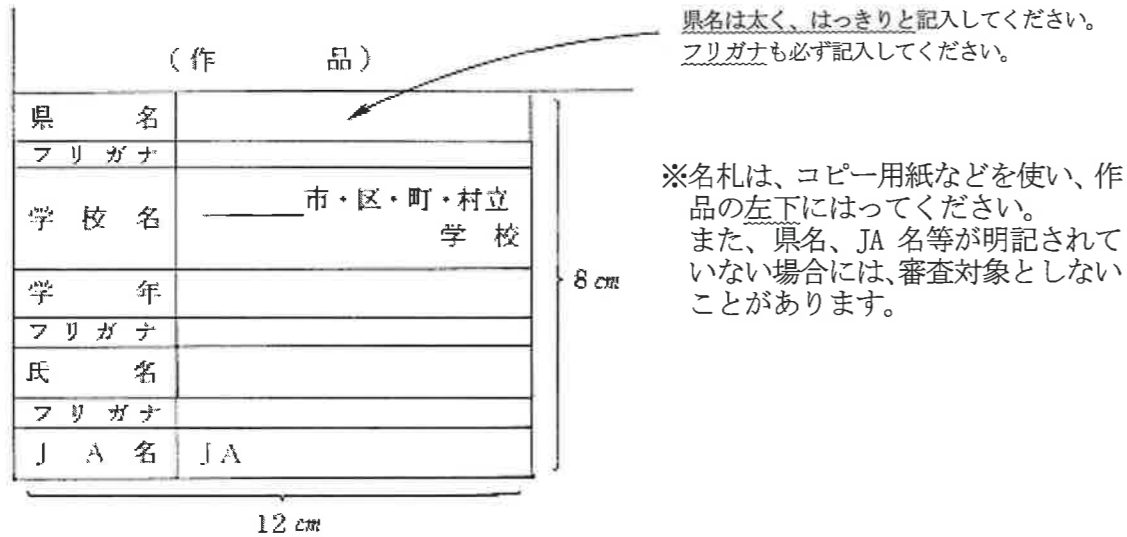 県名は太く、はっきりと記入してください。
フリガナも必ず記入してください。
(作 品)
県 名
フリガナ
学 校 名 ＿＿＿＿市・区・町・村立
学 校
学 年
フリガナ
氏 名
フリガナ
J A 名 JA
8 cm
12 cm
※名札は、コピー用紙などを使い、作
品の左下にはってください。
また、県名、JA 名等が明記されて
いない場合には、審査対象としない
ことがあります。